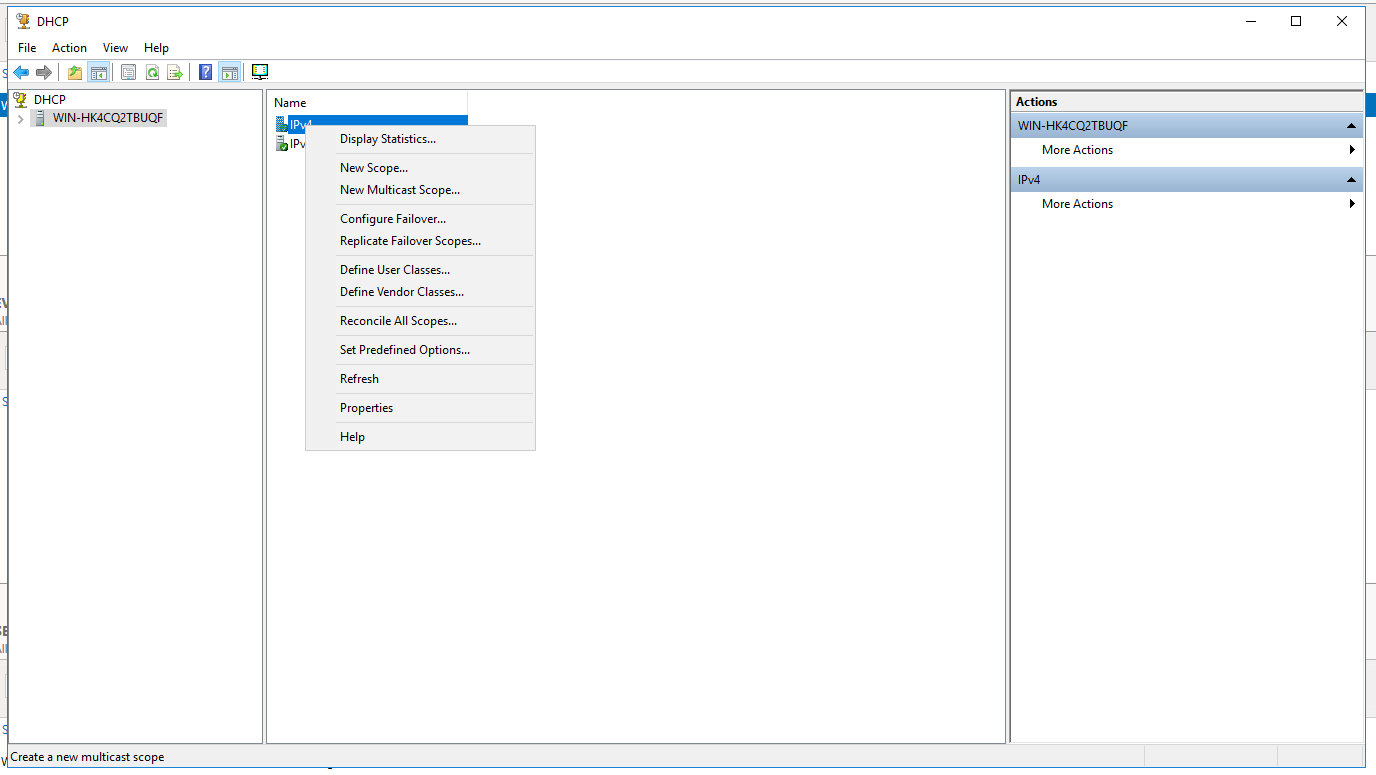 DHCP
File Action View Help
DHCP
WIN-HK4CQ2TBUQF
Name
IPv4
IPv
Display Statistics...
New Scope...
New Multicast Scope...
Configure Failover...
Replicate Failover Scopes...
Define User Classes...
Define Vendor Classes...
Reconcile All Scopes...
Set Predefined Options...
Refresh
Properties
Help
Actions
WIN-HK4CQ2TBUQF
More Actions
IPv4
More Actions
Create a new multicast scope